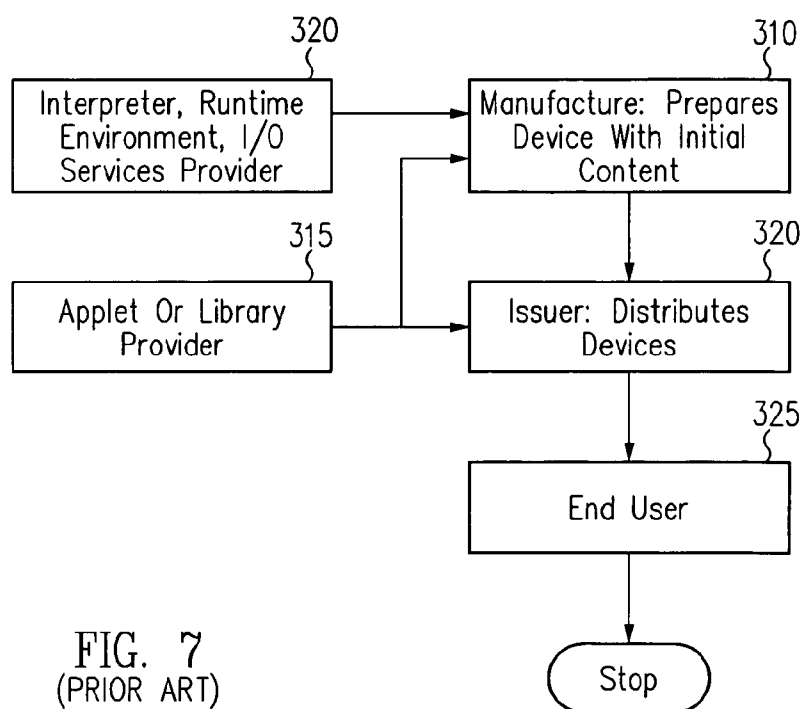 320
Interpreter, Runtime
Environment, I/O
Services Provider
310
Manufacture: Prepares
Device With Initial
Content
315
Applet Or Library
Provider
320
Issuer: Distributes
Devices
325
End User
Stop
FIG. 7
(PRIOR ART)